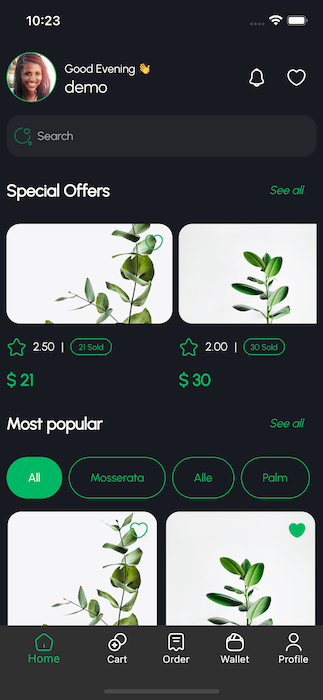 10:23
Good Evening 👋
demo
Search
Special Offers
See all
2.50 | 21 Sold
2.00 | 30 Sold
$ 21
$ 30
Most popular
See all
All
Mosserata
Alle
Palm
Home
Cart
Order
Wallet
Profile